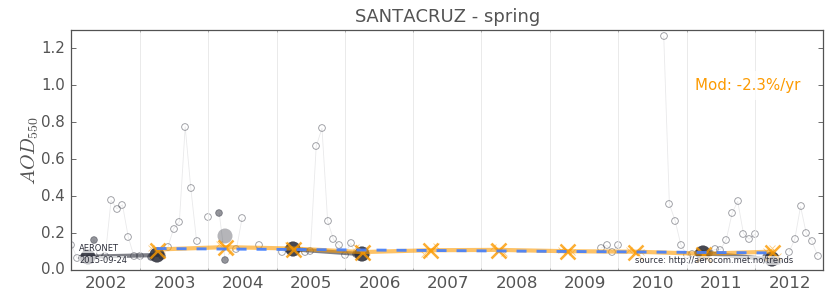 SANTACRUZ - spring
1.2
1.0
0.8
0.6
0.4
0.2
0.0
AOD550
Mod: -2.3%/yr
AERONET
2015-09-24
source: http://aerocom.met.no/trends
2002 2003 2004 2005 2006 2007 2008 2009 2010 2011 2012